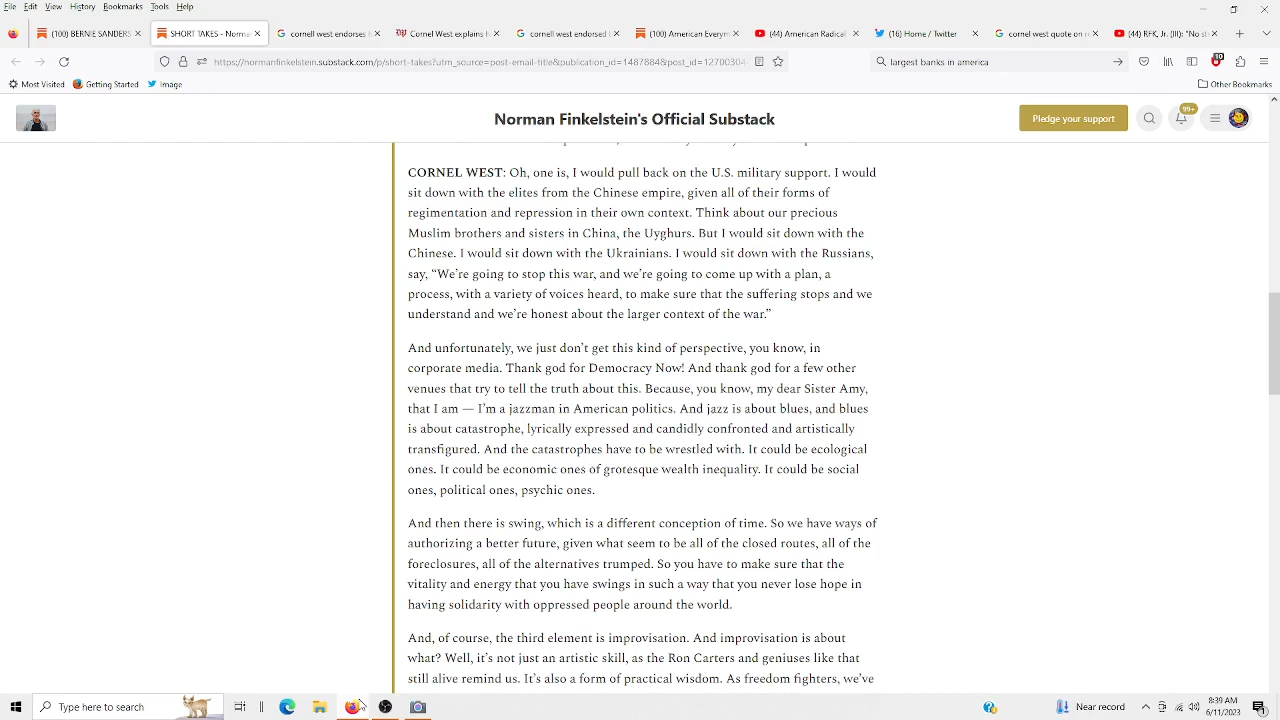 File Edit View History Bookmarks Tools Help
(100) BERNIE SANDERS
SHORT TAKES - Norma
cornel west endorses
Cornel West explains h
cornel west endorsed
(100) American Everym
(44) American Radical
(16) Home / Twitter
cornel west quote on r
(44) RFK, Jr. (III): "No s
https://normanfinkelstein.substack.com/p/short-takes?utm_source=post-email-title&publication_id=1487884&post_id=12700304
largest banks in america
Most Visited Getting Started Image
Other Bookmarks
Norman Finkelstein's Official Substack
Pledge your support
99+
CORNEL WEST: Oh, one is, I would pull back on the U.S. military support. I would
sit down with the elites from the Chinese empire, given all of their forms of
regimentation and repression in their own context. Think about our precious
Muslim brothers and sisters in China, the Uyghurs. But I would sit down with the
Chinese. I would sit down with the Ukrainians. I would sit down with the Russians,
say, “We’re going to stop this war, and we’re going to come up with a plan, a
process, with a variety of voices heard, to make sure that the suffering stops and we
understand and we’re honest about the larger context of the war.”
And unfortunately, we just don’t get this kind of perspective, you know, in
corporate media. Thank god for Democracy Now! And thank god for a few other
venues that try to tell the truth about this. Because, you know, my dear Sister Amy,
that I am — I’m a jazzman in American politics. And jazz is about blues, and blues
is about catastrophe, lyrically expressed and candidly confronted and artistically
transfigured. And the catastrophes have to be wrestled with. It could be ecological
ones. It could be economic ones of grotesque wealth inequality. It could be social
ones, political ones, psychic ones.
And then there is swing, which is a different conception of time. So we have ways of
authorizing a better future, given what seem to be all of the closed routes, all of the
foreclosures, all of the alternatives trumped. So you have to make sure that the
vitality and energy that you have swings in such a way that you never lose hope in
having solidarity with oppressed people around the world.
And, of course, the third element is improvisation. And improvisation is about
what? Well, it’s not just an artistic skill, as the Ron Carters and geniuses like that
still alive remind us. It’s also a form of practical wisdom. As freedom fighters, we’ve
Type here to search
Near record
8:39 AM
6/11/2023